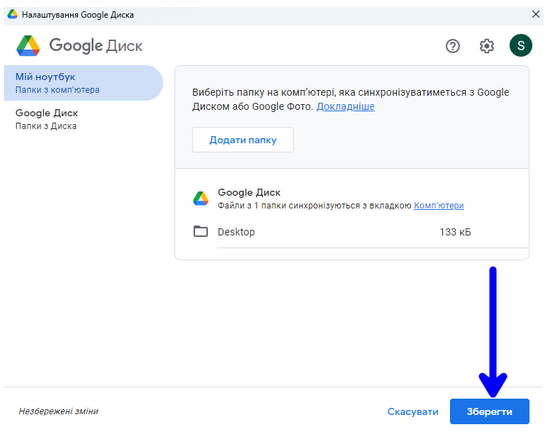 Налаштування Google Диска
Google Диск
S
Мій ноутбук
Папки з комп'ютера
Google Диск
Папки з Диска
Виберіть папку на комп'ютері, яка синхронізуватиметься з Google
Диском або Google Фото. Докладніше
Додати папку
Google Диск
Файли з 1 папки синхронізуються з вкладкою Комп'ютери
Desktop 133 кБ
Незбережені зміни
Скасувати
Зберегти